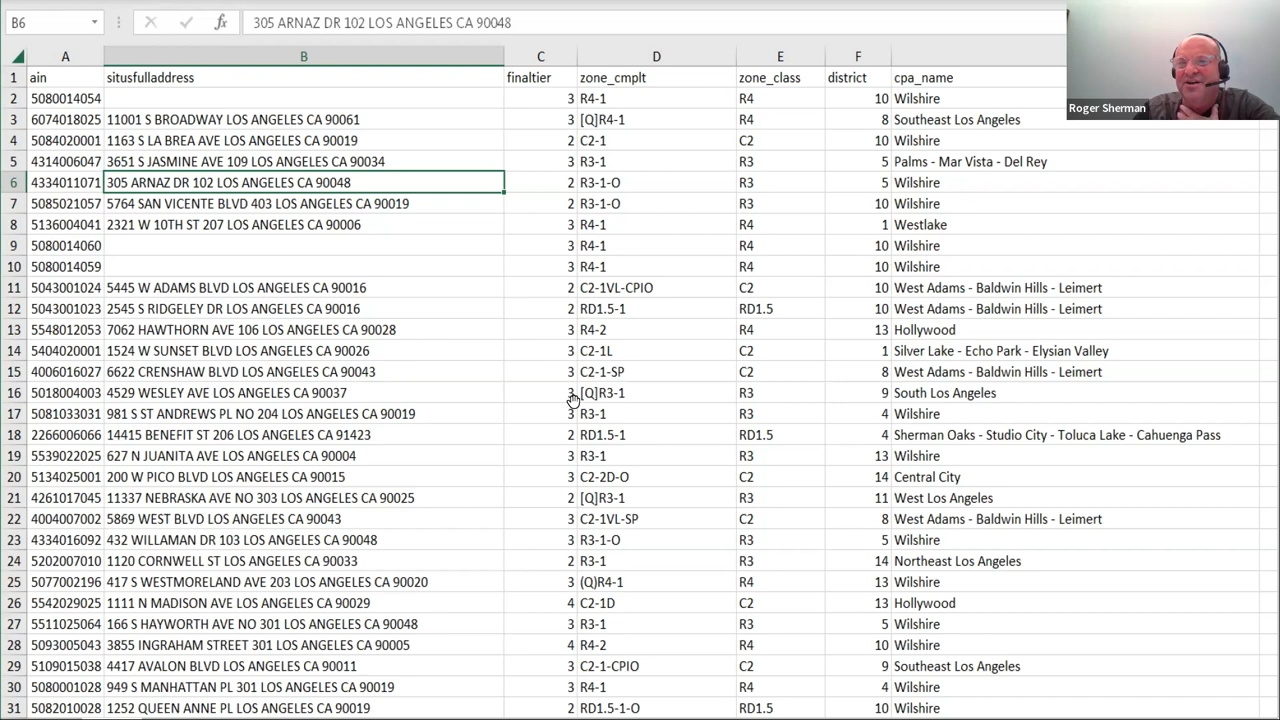 B6 fx 305 ARNAZ DR 102 LOS ANGELES CA 90048
A B C D E F
1 ain situsfulladdress finaltier zone_cmplt zone_class district cpa_name
Roger Sherman
2 5080014054 3 R4-1 R4 10 Wilshire
3 6074018025 11001 S BROADWAY LOS ANGELES CA 90061 3 [Q]R4-1 R4 8 Southeast Los Angeles
4 5084020001 1163 S LA BREA AVE LOS ANGELES CA 90019 2 C2-1 C2 10 Wilshire
5 4314006047 3651 S JASMINE AVE 109 LOS ANGELES CA 90034 3 R3-1 R3 5 Palms - Mar Vista - Del Rey
6 4334011071 305 ARNAZ DR 102 LOS ANGELES CA 90048 2 R3-1-O R3 5 Wilshire
7 5085021057 5764 SAN VICENTE BLVD 403 LOS ANGELES CA 90019 2 R3-1-O R3 10 Wilshire
8 5136004041 2321 W 10TH ST 207 LOS ANGELES CA 90006 3 R4-1 R4 1 Westlake
9 5080014060 3 R4-1 R4 10 Wilshire
10 5080014059 3 R4-1 R4 10 Wilshire
11 5043001024 5445 W ADAMS BLVD LOS ANGELES CA 90016 2 C2-1VL-CPIO C2 10 West Adams - Baldwin Hills - Leimert
12 5043001023 2545 S RIDGELEY DR LOS ANGELES CA 90016 2 RD1.5-1 RD1.5 10 West Adams - Baldwin Hills - Leimert
13 5548012053 7062 HAWTHORN AVE 106 LOS ANGELES CA 90028 3 R4-2 R4 13 Hollywood
14 5404020001 1524 W SUNSET BLVD LOS ANGELES CA 90026 3 C2-1L C2 1 Silver Lake - Echo Park - Elysian Valley
15 4006016027 6622 CRENSHAW BLVD LOS ANGELES CA 90043 3 C2-1-SP C2 8 West Adams - Baldwin Hills - Leimert
16 5018004003 4529 WESLEY AVE LOS ANGELES CA 90037 3 [Q]R3-1 R3 9 South Los Angeles
17 5081033031 981 S ST ANDREWS PL NO 204 LOS ANGELES CA 90019 3 R3-1 R3 4 Wilshire
18 2266006066 14415 BENEFIT ST 206 LOS ANGELES CA 91423 2 RD1.5-1 RD1.5 4 Sherman Oaks - Studio City - Toluca Lake - Cahuenga Pass
19 5539022025 627 N JUANITA AVE LOS ANGELES CA 90004 3 R3-1 R3 13 Wilshire
20 5134025001 200 W PICO BLVD LOS ANGELES CA 90015 3 C2-2D-O C2 14 Central City
21 4261017045 11337 NEBRASKA AVE NO 303 LOS ANGELES CA 90025 2 [Q]R3-1 R3 11 West Los Angeles
22 4004007002 5869 WEST BLVD LOS ANGELES CA 90043 3 C2-1VL-SP C2 8 West Adams - Baldwin Hills - Leimert
23 4334016092 432 WILLAMAN DR 103 LOS ANGELES CA 90048 3 R3-1-O R3 5 Wilshire
24 5202007010 1120 CORNWELL ST LOS ANGELES CA 90033 2 R3-1 R3 14 Northeast Los Angeles
25 5077002196 417 S WESTMORELAND AVE 203 LOS ANGELES CA 90020 3 (Q)R4-1 R4 13 Wilshire
26 5542029025 1111 N MADISON AVE LOS ANGELES CA 90029 4 C2-1D C2 13 Hollywood
27 5511025064 166 S HAYWORTH AVE NO 301 LOS ANGELES CA 90048 3 R3-1 R3 5 Wilshire
28 5093005043 3855 INGRAHAM STREET 301 LOS ANGELES CA 90005 4 R4-2 R4 10 Wilshire
29 5109015038 4417 AVALON BLVD LOS ANGELES CA 90011 3 C2-1-CPIO C2 9 Southeast Los Angeles
30 5080001028 949 S MANHATTAN PL 301 LOS ANGELES CA 90019 3 R4-1 R4 4 Wilshire
31 5082010028 1252 QUEEN ANNE PL LOS ANGELES CA 90019 2 RD1.5-1-O RD1.5 10 Wilshire